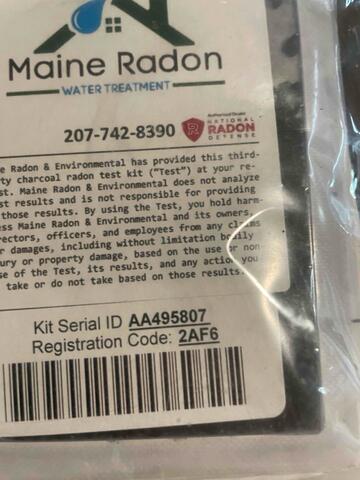 Maine Radon
WATER TREATMENT
207-742-8390
Authorized Dealer
NATIONAL
RADON
DEFENSE
e Radon & Environmental has provided this third-
ty charcoal radon test kit ("Test") at your re-
st. Maine Radon & Environmental does not analyze
st results and is not responsible for providing
those results. By using the Test, you hold harm-
ess Maine Radon & Environmental and its owners,
rectors, officers, and employees from any claims
r damages, including without limitation bodily
ury or property damage, based on the use or non
se of the Test, its results, and any action you
take or do not take based on those results.
Kit Serial ID AA495807
Registration Code: 2AF6